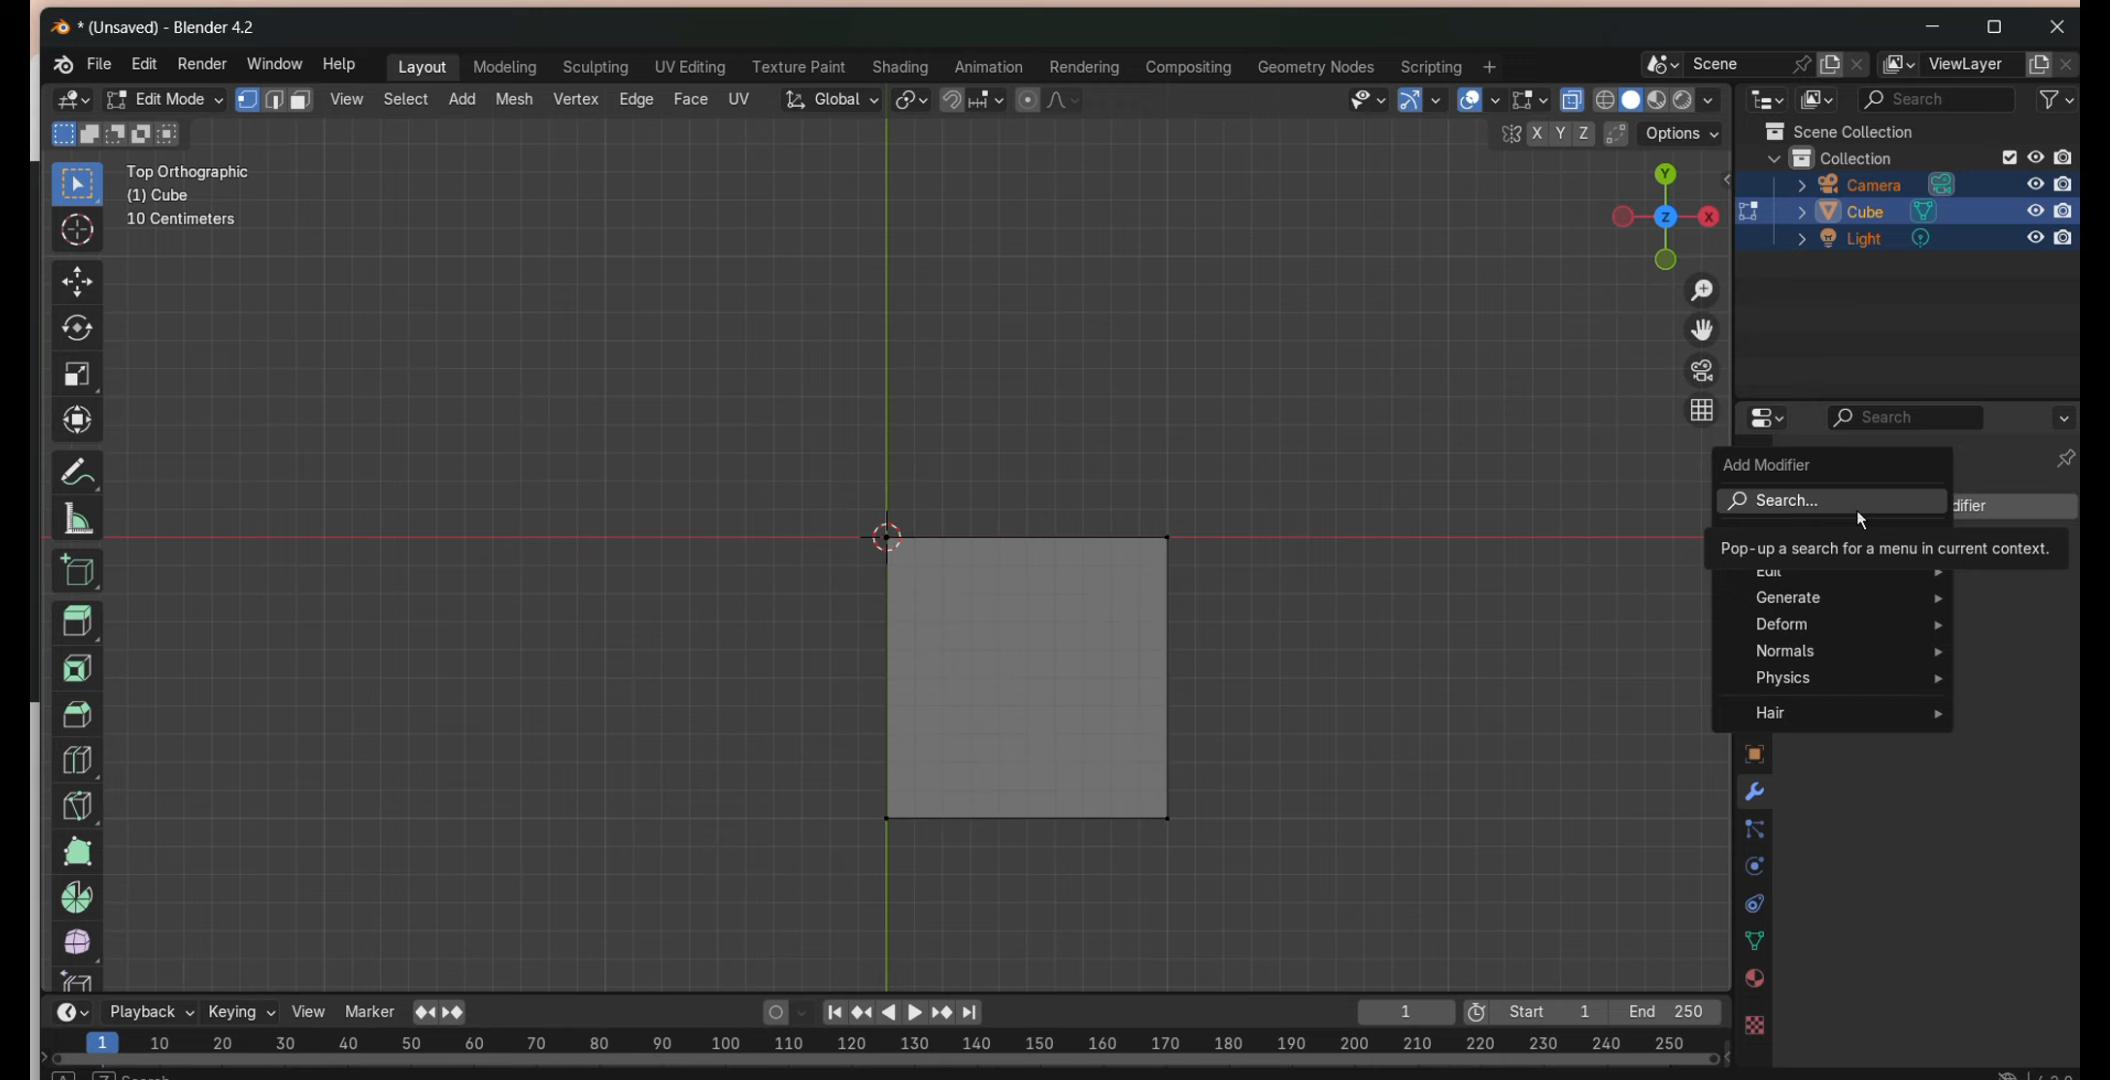 * (Unsaved) - Blender 4.2
File Edit Render Window Help Layout Modeling Sculpting UV Editing Texture Paint Shading Animation Rendering Compositing Geometry Nodes Scripting + Scene ViewLayer
Edit Mode View Select Add Mesh Vertex Edge Face UV Global Search
X Y Z Options
Scene Collection
Collection
Camera
Cube
Light
Top Orthographic
(1) Cube
10 Centimeters
Y
Z X
Search
Add Modifier
Search...
difier
Pop-up a search for a menu in current context.
Edit
Generate
Deform
Normals
Physics
Hair
Playback Keying View Marker 1 Start 1 End 250
1 10 20 30 40 50 60 70 80 90 100 110 120 130 140 150 160 170 180 190 200 210 220 230 240 250